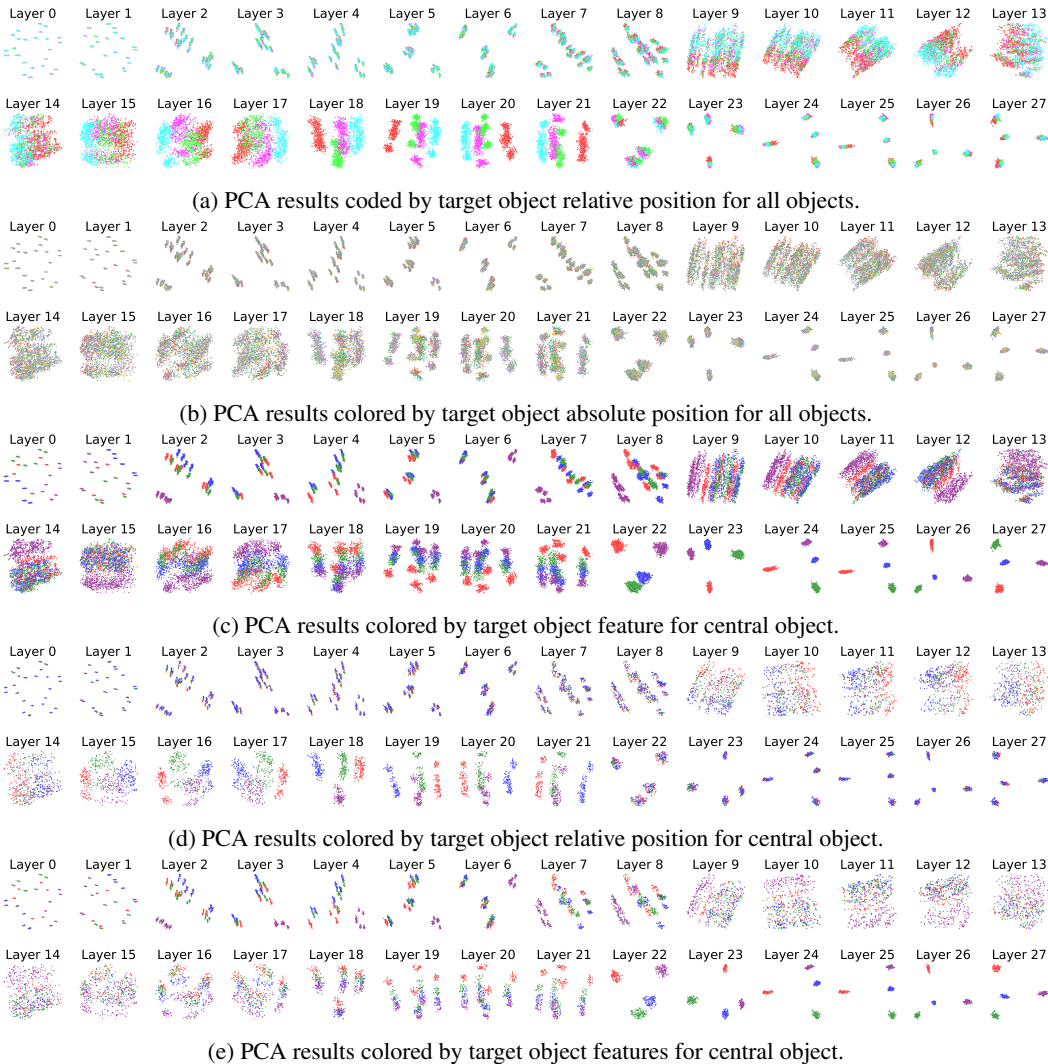 Layer 0 Layer 1 Layer 2 Layer 3 Layer 4 Layer 5 Layer 6 Layer 7 Layer 8 Layer 9 Layer 10 Layer 11 Layer 12 Layer 13
Layer 14 Layer 15 Layer 16 Layer 17 Layer 18 Layer 19 Layer 20 Layer 21 Layer 22 Layer 23 Layer 24 Layer 25 Layer 26 Layer 27
(a) PCA results coded by target object relative position for all objects.
Layer 0 Layer 1 Layer 2 Layer 3 Layer 4 Layer 5 Layer 6 Layer 7 Layer 8 Layer 9 Layer 10 Layer 11 Layer 12 Layer 13
Layer 14 Layer 15 Layer 16 Layer 17 Layer 18 Layer 19 Layer 20 Layer 21 Layer 22 Layer 23 Layer 24 Layer 25 Layer 26 Layer 27
(b) PCA results colored by target object absolute position for all objects.
Layer 0 Layer 1 Layer 2 Layer 3 Layer 4 Layer 5 Layer 6 Layer 7 Layer 8 Layer 9 Layer 10 Layer 11 Layer 12 Layer 13
Layer 14 Layer 15 Layer 16 Layer 17 Layer 18 Layer 19 Layer 20 Layer 21 Layer 22 Layer 23 Layer 24 Layer 25 Layer 26 Layer 27
(c) PCA results colored by target object feature for central object.
Layer 0 Layer 1 Layer 2 Layer 3 Layer 4 Layer 5 Layer 6 Layer 7 Layer 8 Layer 9 Layer 10 Layer 11 Layer 12 Layer 13
Layer 14 Layer 15 Layer 16 Layer 17 Layer 18 Layer 19 Layer 20 Layer 21 Layer 22 Layer 23 Layer 24 Layer 25 Layer 26 Layer 27
(d) PCA results colored by target object relative position for central object.
Layer 0 Layer 1 Layer 2 Layer 3 Layer 4 Layer 5 Layer 6 Layer 7 Layer 8 Layer 9 Layer 10 Layer 11 Layer 12 Layer 13
Layer 14 Layer 15 Layer 16 Layer 17 Layer 18 Layer 19 Layer 20 Layer 21 Layer 22 Layer 23 Layer 24 Layer 25 Layer 26 Layer 27
(e) PCA results colored by target object features for central object.